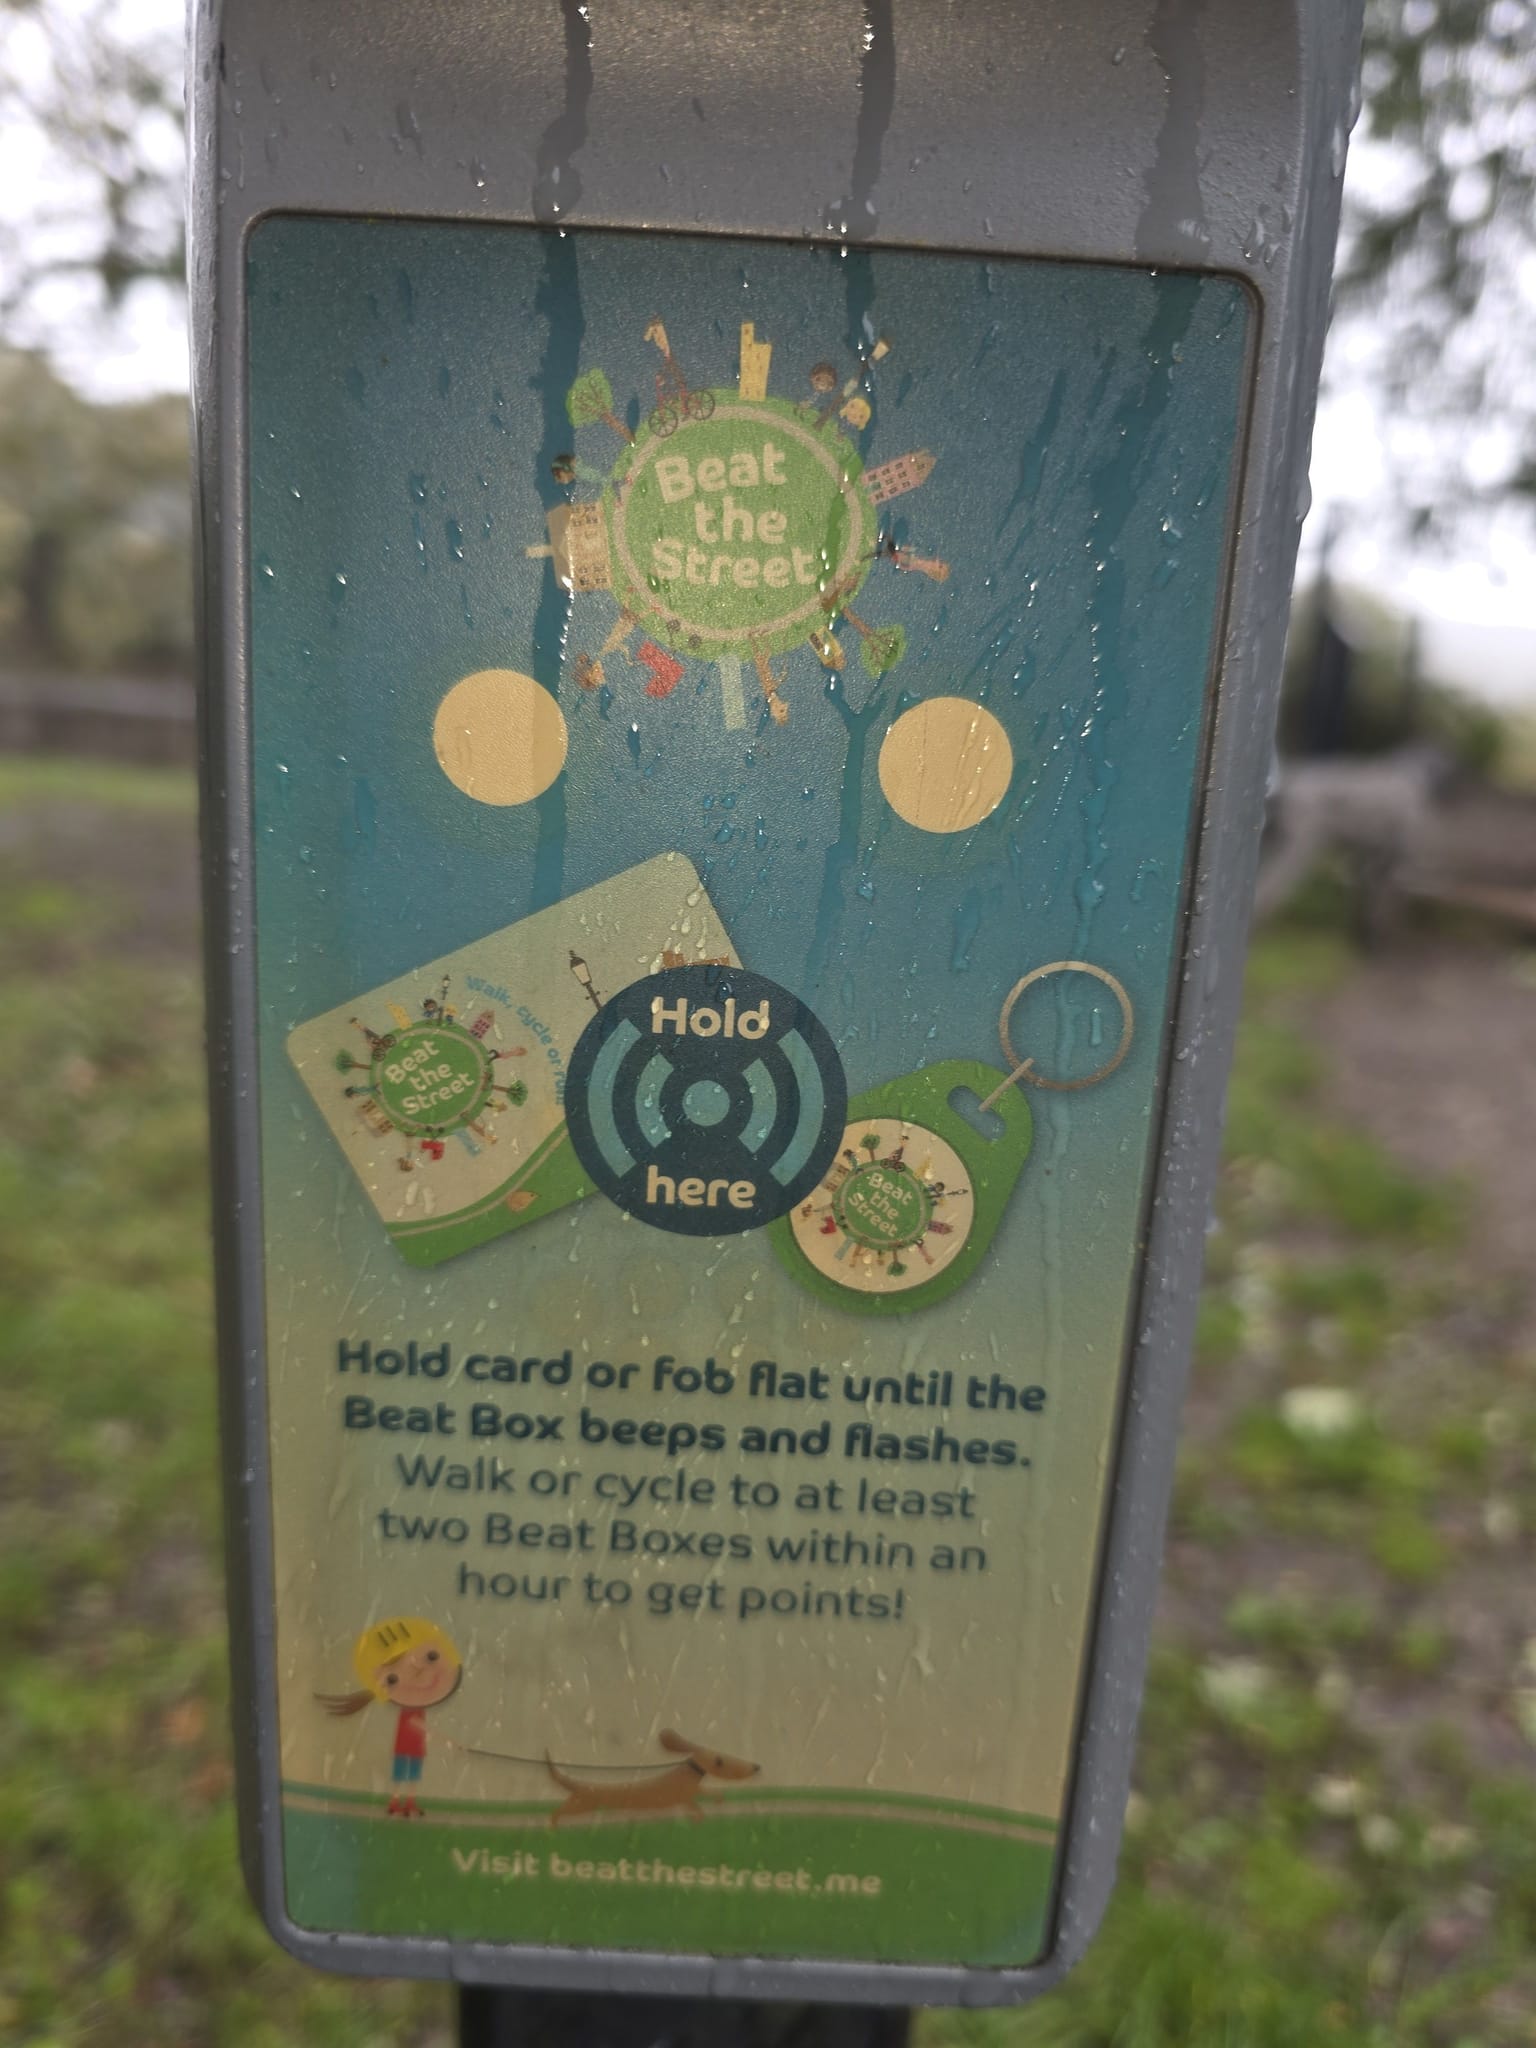 Beat
the
Street
Walk, cycle or run
Beat
the
Street
Hold
here
Beat
the
Street
Hold card or fob flat until the
Beat Box beeps and flashes.
Walk or cycle to at least
two Beat Boxes within an
hour to get points!
Visit beatthestreet.me